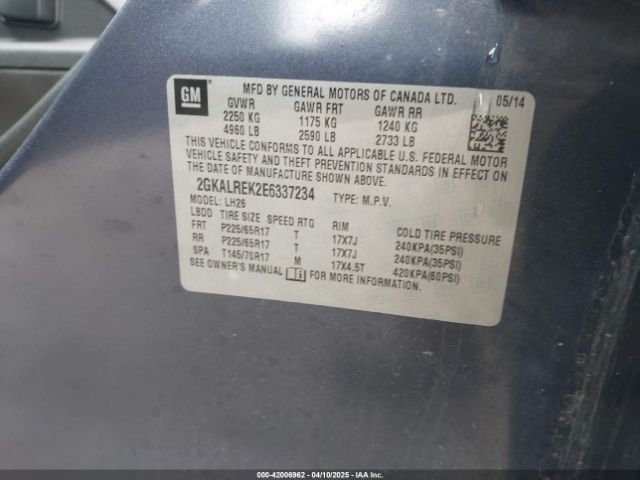 GM
MFD BY GENERAL MOTORS OF CANADA LTD. 05/14
GVWR GAWR FRT GAWR RR
2250 KG 1175 KG 1240 KG
4960 LB 2590 LB 2733 LB
THIS VEHICLE CONFORMS TO ALL APPLICABLE U.S. FEDERAL MOTOR
VEHICLE SAFETY AND THEFT PREVENTION STANDARDS IN EFFECT ON
THE DATE OF MANUFACTURE SHOWN ABOVE.
2GKALREK2E6337234 TYPE: M.P.V.
MODEL: LH26
LBDD TIRE SIZE SPEED RTG RIM COLD TIRE PRESSURE
FRT P225/65R17 T 17X7J 240KPA(35PSI)
RR P225/65R17 T 17X7J 240KPA(35PSI)
SPA T145/70R17 M 17X4.5T 420KPA(60PSI)
SEE OWNER'S MANUAL FOR MORE INFORMATION.
000-42006962 - 04/10/2025 - IAAI.com